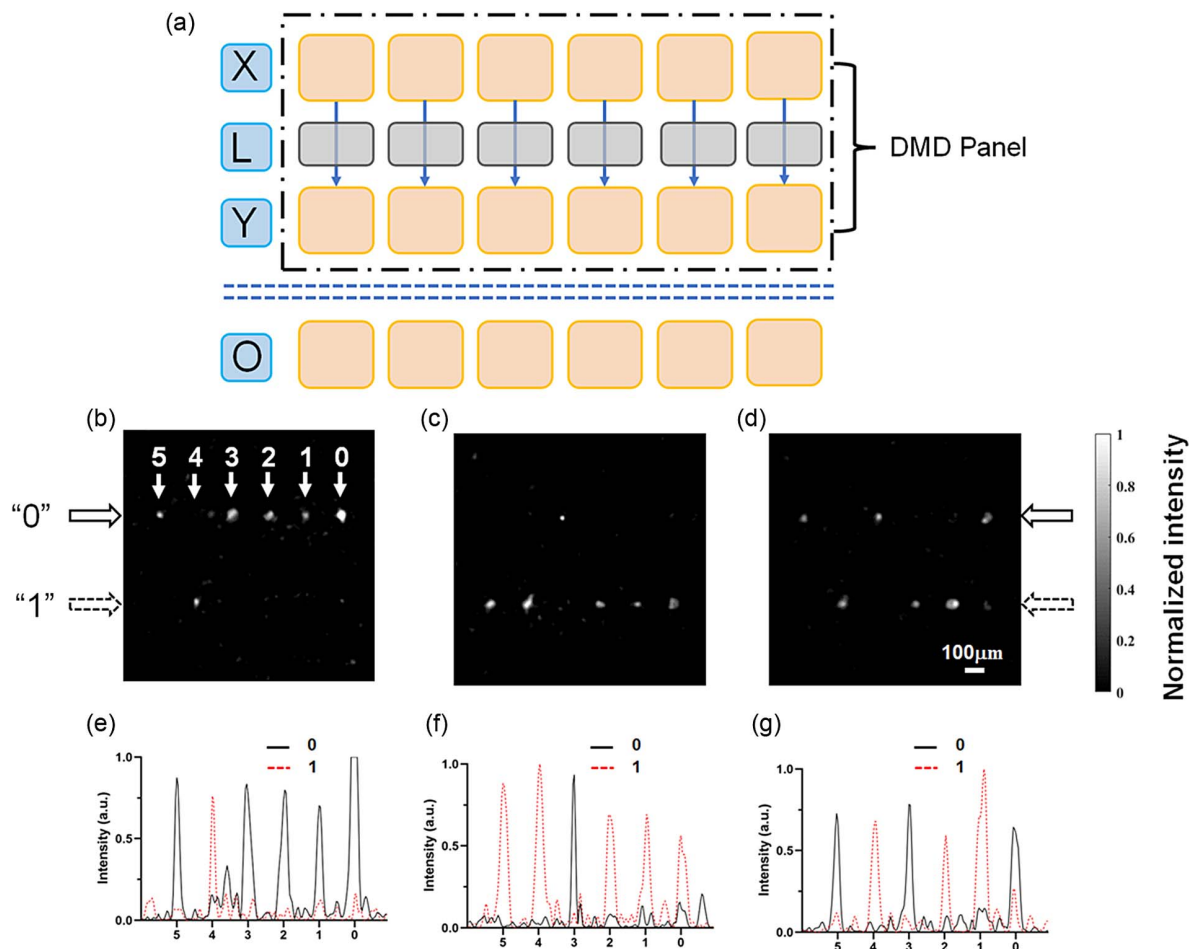 (a)
X
L
Y
DMD Panel
O
(b)
(c)
(d)
5 4 3 2 1 0
"0"
"1"
100μm
1
0.8
0.6
0.4
0.2
0
Normalized intensity
(e)
(f)
(g)
0
1
0
1
0
1
Intensity (a.u.)
1.0
0.5
0.0
5 4 3 2 1 0
Intensity (a.u.)
1.0
0.5
0.0
5 4 3 2 1 0
Intensity (a.u.)
1.0
0.5
0.0
5 4 3 2 1 0